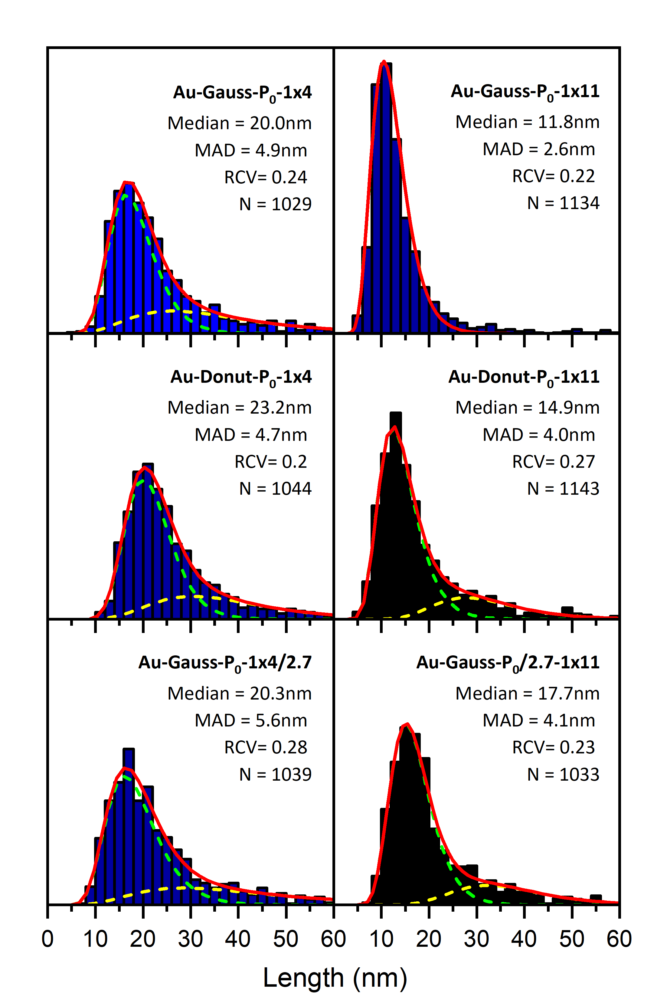 Au-Gauss-P0-1x4
Median = 20.0nm
MAD = 4.9nm
RCV= 0.24
N = 1029
Au-Gauss-P0-1x11
Median = 11.8nm
MAD = 2.6nm
RCV= 0.22
N = 1134
Au-Donut-P0-1x4
Median = 23.2nm
MAD = 4.7nm
RCV= 0.2
N = 1044
Au-Donut-P0-1x11
Median = 14.9nm
MAD = 4.0nm
RCV= 0.27
N = 1143
Au-Gauss-P0-1x4/2.7
Median = 20.3nm
MAD = 5.6nm
RCV= 0.28
N = 1039
Au-Gauss-P0/2.7-1x11
Median = 17.7nm
MAD = 4.1nm
RCV= 0.23
N = 1033
0 10 20 30 40 50 60 10 20 30 40 50 60
Length (nm)